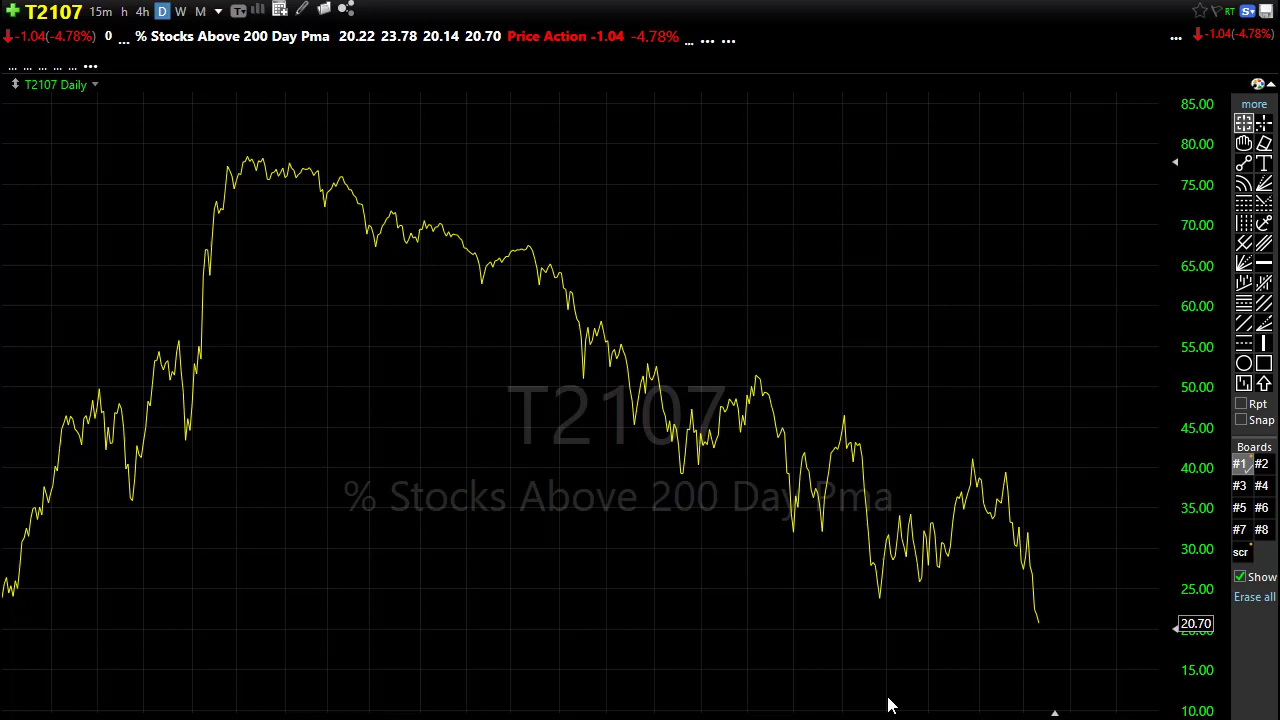 T2107 15m h 4h D W M T RT S
-1.04(-4.78%) 0 ... % Stocks Above 200 Day Pma 20.22 23.78 20.14 20.70 Price Action -1.04 -4.78% ... ... ... ... -1.04(-4.78%)
... ... ... ... ... ...
T2107 Daily
more
85.00
80.00
75.00
70.00
65.00
60.00
55.00
50.00
45.00
40.00
35.00
30.00
25.00
20.70
20.00
15.00
10.00
T2107
% Stocks Above 200 Day Pma
T
Rpt
Snap
Boards
#1 #2
#3 #4
#5 #6
#7 #8
scr
Show
Erase all